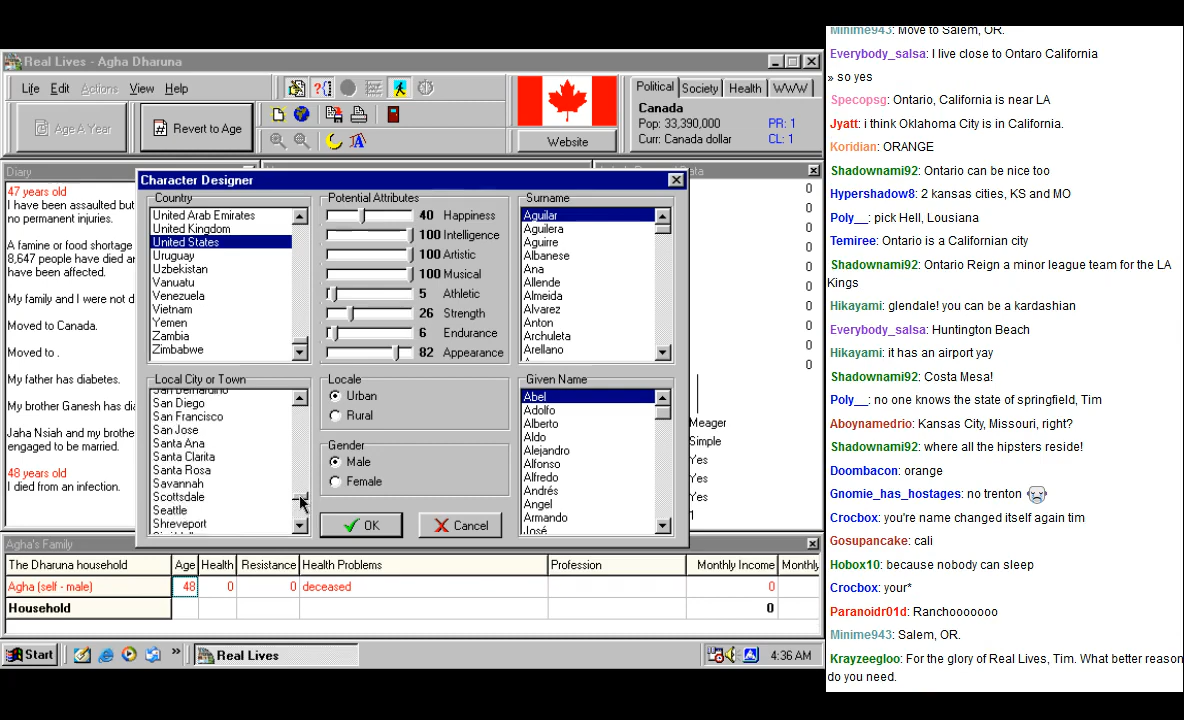 Real Lives - Agha Dharuna
Life Edit Actions View Help
Age A Year
Revert to Age
Website
Political Society Health WWW
Canada
Pop: 33,390,000 PR: 1
Curr: Canada dollar CL: 1
Diary
47 years old
I have been assaulted but
no permanent injuries.
A famine or food shortage
8,647 people have died ar
have been affected.
My family and I were not d
Moved to Canada.
Moved to .
My father has diabetes.
My brother Ganesh has dia
Jaha Nsiah and my brothe
engaged to be married.
48 years old
I died from an infection.
Character Designer
Country
United Arab Emirates
United Kingdom
United States
Uruguay
Uzbekistan
Vanuatu
Venezuela
Vietnam
Yemen
Zambia
Zimbabwe
Potential Attributes
40 Happiness
100 Intelligence
100 Artistic
100 Musical
5 Athletic
26 Strength
6 Endurance
82 Appearance
Surname
Aguilar
Aguilera
Aguirre
Albanese
Ana
Allende
Almeida
Alvarez
Anton
Archuleta
Arellano
Local City or Town
San Bernardino
San Diego
San Francisco
San Jose
Santa Ana
Santa Clarita
Santa Rosa
Savannah
Scottsdale
Seattle
Shreveport
Locale
Urban
Rural
Gender
Male
Female
OK
Cancel
Given Name
Abel
Adolfo
Alberto
Aldo
Alejandro
Alfonso
Alfredo
Andrés
Angel
Armando
José
0
0
0
0
0
0
0
0
0
0
Meager
Simple
Yes
Yes
Yes
1
Agha's Family
The Dharuna household Age Health Resistance Health Problems Profession Monthly Income Monthly
Agha (self - male) 48 0 0 deceased 0
Household 0
Start » Real Lives 4:36 AM
Minime943: Move to Salem, OR.
Everybody_salsa: I live close to Ontaro California
» so yes
Specopsg: Ontario, California is near LA
Jyatt: i think Oklahoma City is in California.
Koridian: ORANGE
Shadownami92: Ontario can be nice too
Hypershadow8: 2 kansas cities, KS and MO
Poly__: pick Hell, Lousiana
Temiree: Ontario is a Californian city
Shadownami92: Ontario Reign a minor league team for the LA
Kings
Hikayami: glendale! you can be a kardashian
Everybody_salsa: Huntington Beach
Hikayami: it has an airport yay
Shadownami92: Costa Mesa!
Poly__: no one knows the state of springfield, Tim
Aboynamedrio: Kansas City, Missouri, right?
Shadownami92: where all the hipsters reside!
Doombacon: orange
Gnomie_has_hostages: no trenton
Crocbox: you're name changed itself again tim
Gosupancake: cali
Hobox10: because nobody can sleep
Crocbox: your*
Paranoidr01d: Ranchooooooo
Minime943: Salem, OR.
Krayzeegloo: For the glory of Real Lives, Tim. What better reason
do you need.